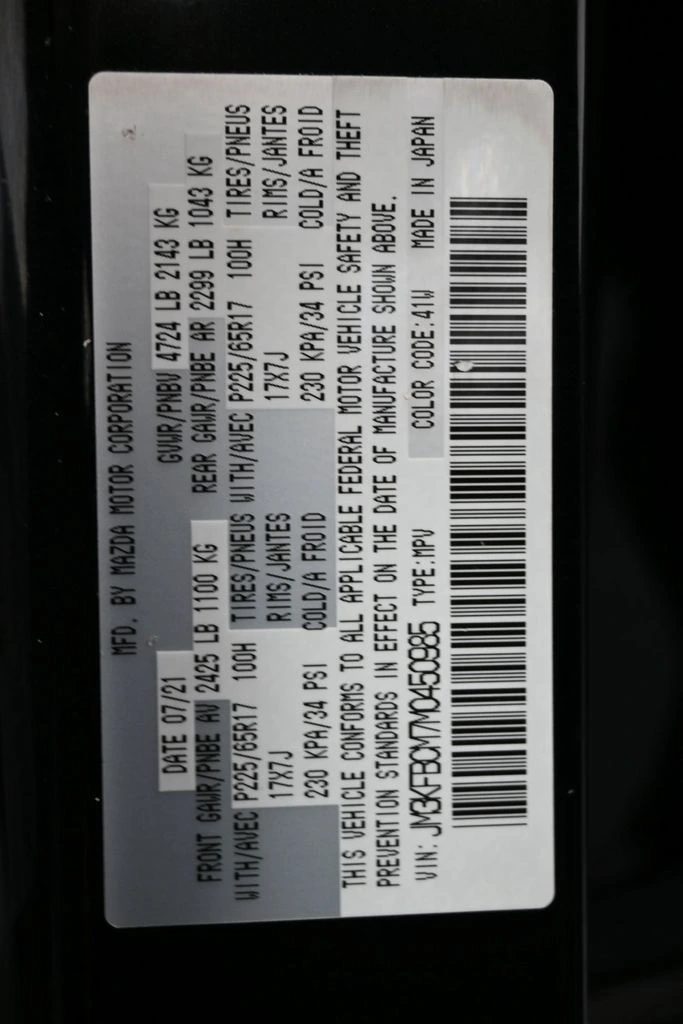 MFD. BY MAZDA MOTOR CORPORATION
DATE 07/21 GVWR/PNBV 4724 LB 2143 KG
FRONT GAWR/PNBE AV 2425 LB 1100 KG REAR GAWR/PNBE AR 2299 LB 1043 KG
WITH/AVEC P225/65R17 100H TIRES/PNEUS WITH/AVEC P225/65R17 100H TIRES/PNEUS
17X7J RIMS/JANTES 17X7J RIMS/JANTES
230 KPA/34 PSI COLD/A FROID 230 KPA/34 PSI COLD/A FROID
THIS VEHICLE CONFORMS TO ALL APPLICABLE FEDERAL MOTOR VEHICLE SAFETY AND THEFT
PREVENTION STANDARDS IN EFFECT ON THE DATE OF MANUFACTURE SHOWN ABOVE.
VIN: JM3KFBCM7M0450985 TYPE:MPV COLOR CODE:41W MADE IN JAPAN